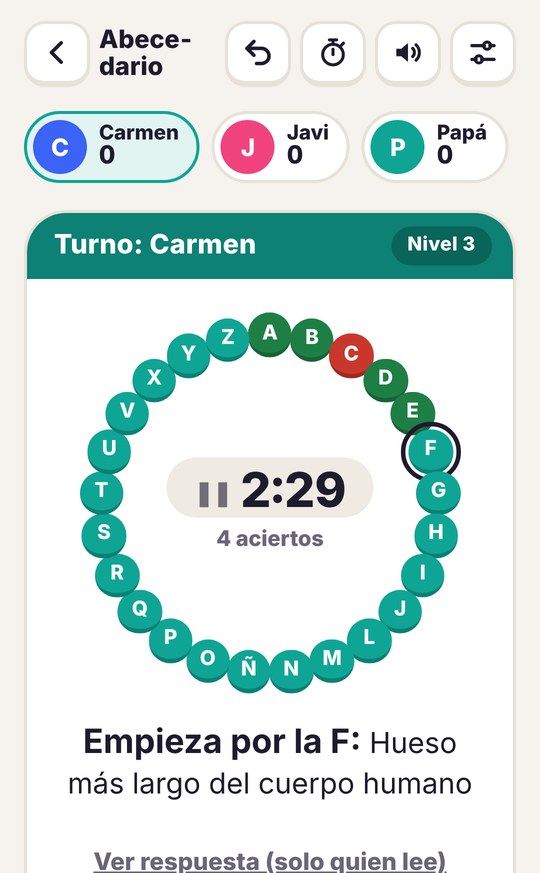 Abece-
dario
C Carmen 0
J Javi 0
P Papá 0
Turno: Carmen
Nivel 3
A
B
C
D
E
F
G
H
I
J
L
M
N
Ñ
O
P
Q
R
S
T
U
V
X
Y
Z
2:29
4 aciertos
Empieza por la F: Hueso
más largo del cuerpo humano
Ver respuesta (solo quien lee)